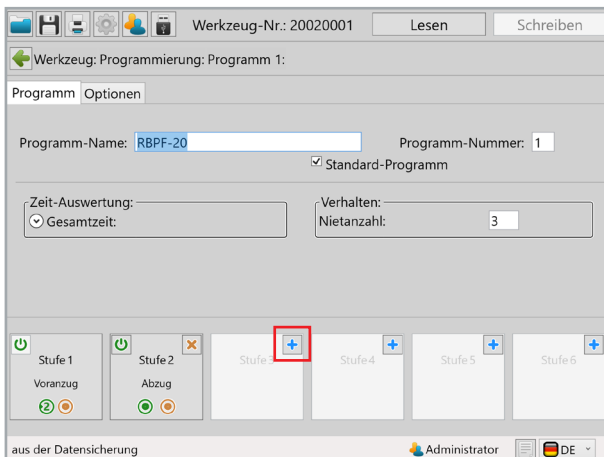 Werkzeug-Nr.: 20020001 Lesen Schreiben
Werkzeug: Programmierung: Programm 1:
Programm Optionen
Programm-Name: RBPF-20 Programm-Nummer: 1
Standard-Programm
Zeit-Auswertung: Verhalten:
Gesamtzeit: Nietanzahl: 3
Stufe 1 Stufe 2 Stufe 3 Stufe 4 Stufe 5 Stufe 6
Voranzug Abzug
2
aus der Datensicherung Administrator DE